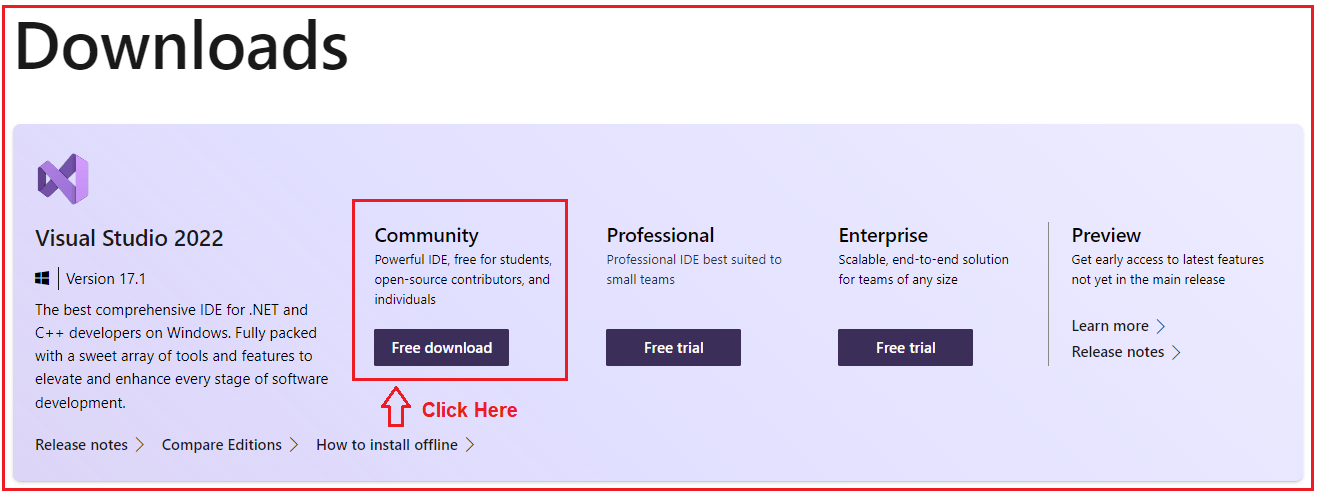 Downloads
Visual Studio 2022
Version 17.1
The best comprehensive IDE for .NET and
C++ developers on Windows. Fully packed
with a sweet array of tools and features to
elevate and enhance every stage of software
development.
Community
Powerful IDE, free for students,
open-source contributors, and
individuals
Free download
Click Here
Professional
Professional IDE best suited to
small teams
Free trial
Enterprise
Scalable, end-to-end solution
for teams of any size
Free trial
Preview
Get early access to latest features
not yet in the main release
Learn more
Release notes
Release notes
Compare Editions
How to install offline